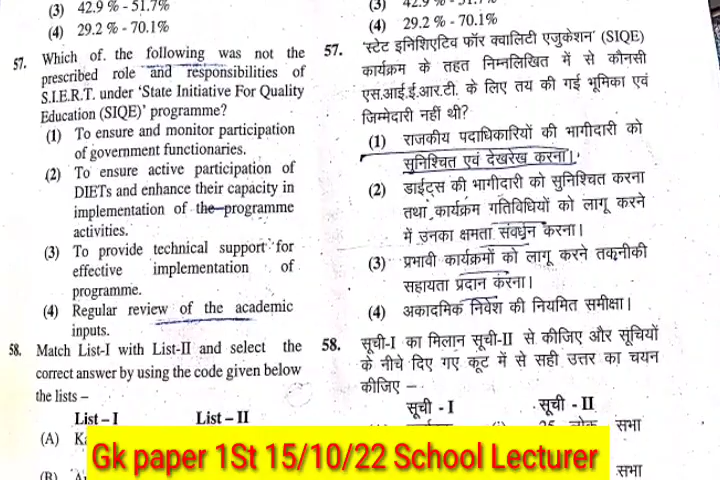 (3) 42.9 % - 51.7%
(4) 29.2 % - 70.1%
57. Which of the following was not the
prescribed role and responsibilities of
S.I.E.R.T. under ‘State Initiative For Quality
Education (SIQE)’ programme?
(1) To ensure and monitor participation
of government functionaries.
(2) To ensure active participation of
DIETs and enhance their capacity in
implementation of the programme
activities.
(3) To provide technical support for
effective implementation of
programme.
(4) Regular review of the academic
inputs.
58. Match List-I with List-II and select the
correct answer by using the code given below
the lists –
List – I List – II
(A)
(B)
(3)
(4) 29.2 % - 70.1%
57. ‘स्टेट इनिशिएटिव फॉर क्वालिटी एजुकेशन’ (SIQE)
कार्यक्रम के तहत निम्नलिखित में से कौनसी
एस.आई.ई.आर.टी. के लिए तय की गई भूमिका एवं
जिम्मेदारी नहीं थी?
(1) राजकीय पदाधिकारियों की भागीदारी को
सुनिश्चित एवं देखरेख करना।
(2) डाईट्स की भागीदारी को सुनिश्चित करना
तथा कार्यक्रम गतिविधियों को लागू करने
में उनका क्षमता संवर्धन करना।
(3) प्रभावी कार्यक्रमों को लागू करने तकनीकी
सहायता प्रदान करना।
(4) अकादमिक निवेश की नियमित समीक्षा।
58. सूची-I का मिलान सूची-II से कीजिए और सूचियों
के नीचे दिए गए कूट में से सही उत्तर का चयन
कीजिए –
सूची - I सूची - II
सभा
सभा
Gk paper 1St 15/10/22 School Lecturer